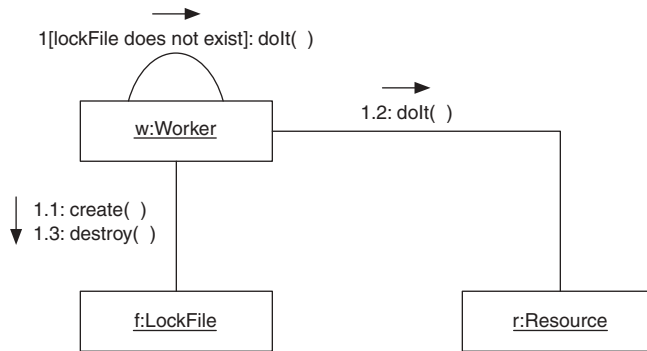 1[lockFile does not exist]: doIt( )
w:Worker
1.2: doIt( )
1.1: create( )
1.3: destroy( )
f:LockFile
r:Resource